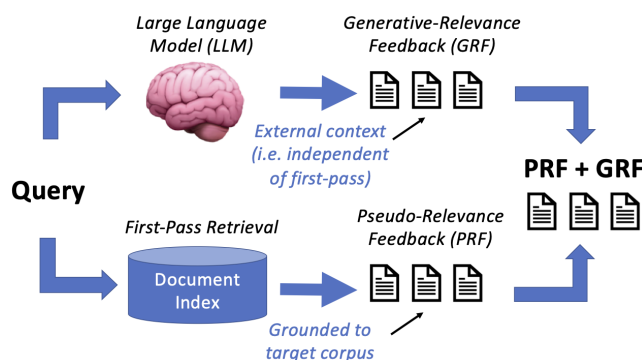 Large Language
Model (LLM)
Generative-Relevance
Feedback (GRF)
External context
(i.e. independent
of first-pass)
Query
PRF + GRF
First-Pass Retrieval
Pseudo-Relevance
Feedback (PRF)
Document
Index
Grounded to
target corpus